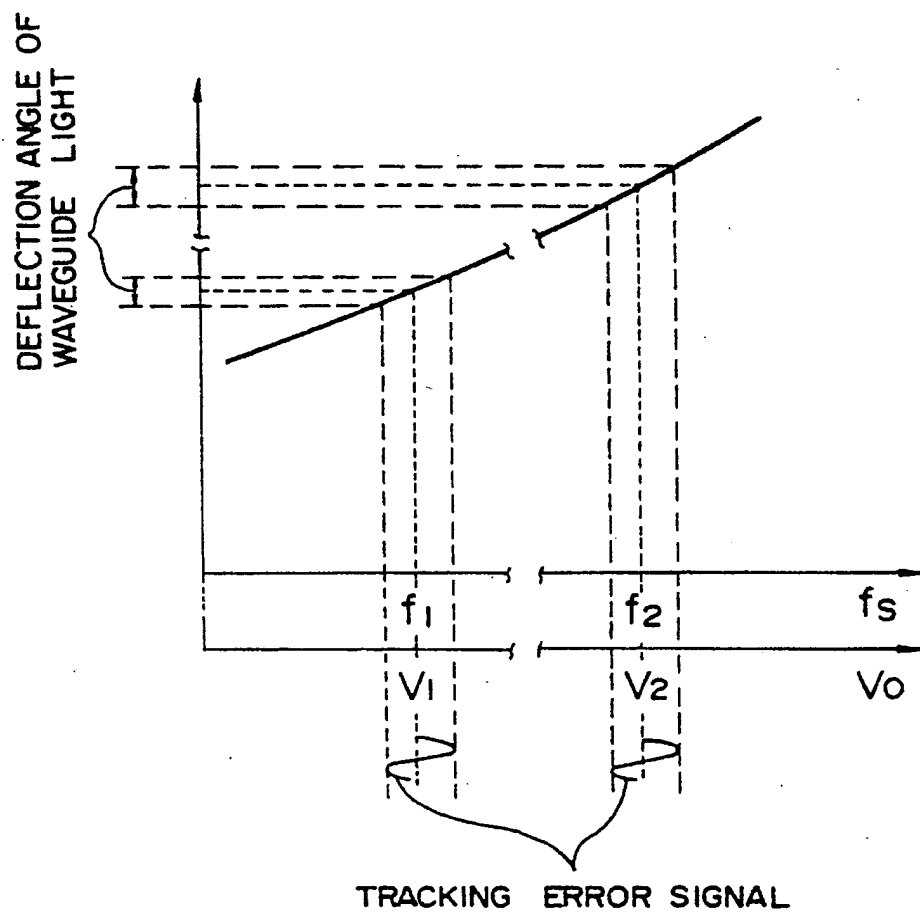 DEFLECTION ANGLE OF
WAVEGUIDE LIGHT
f1
f2
fs
V1
V2
VO
TRACKING ERROR SIGNAL